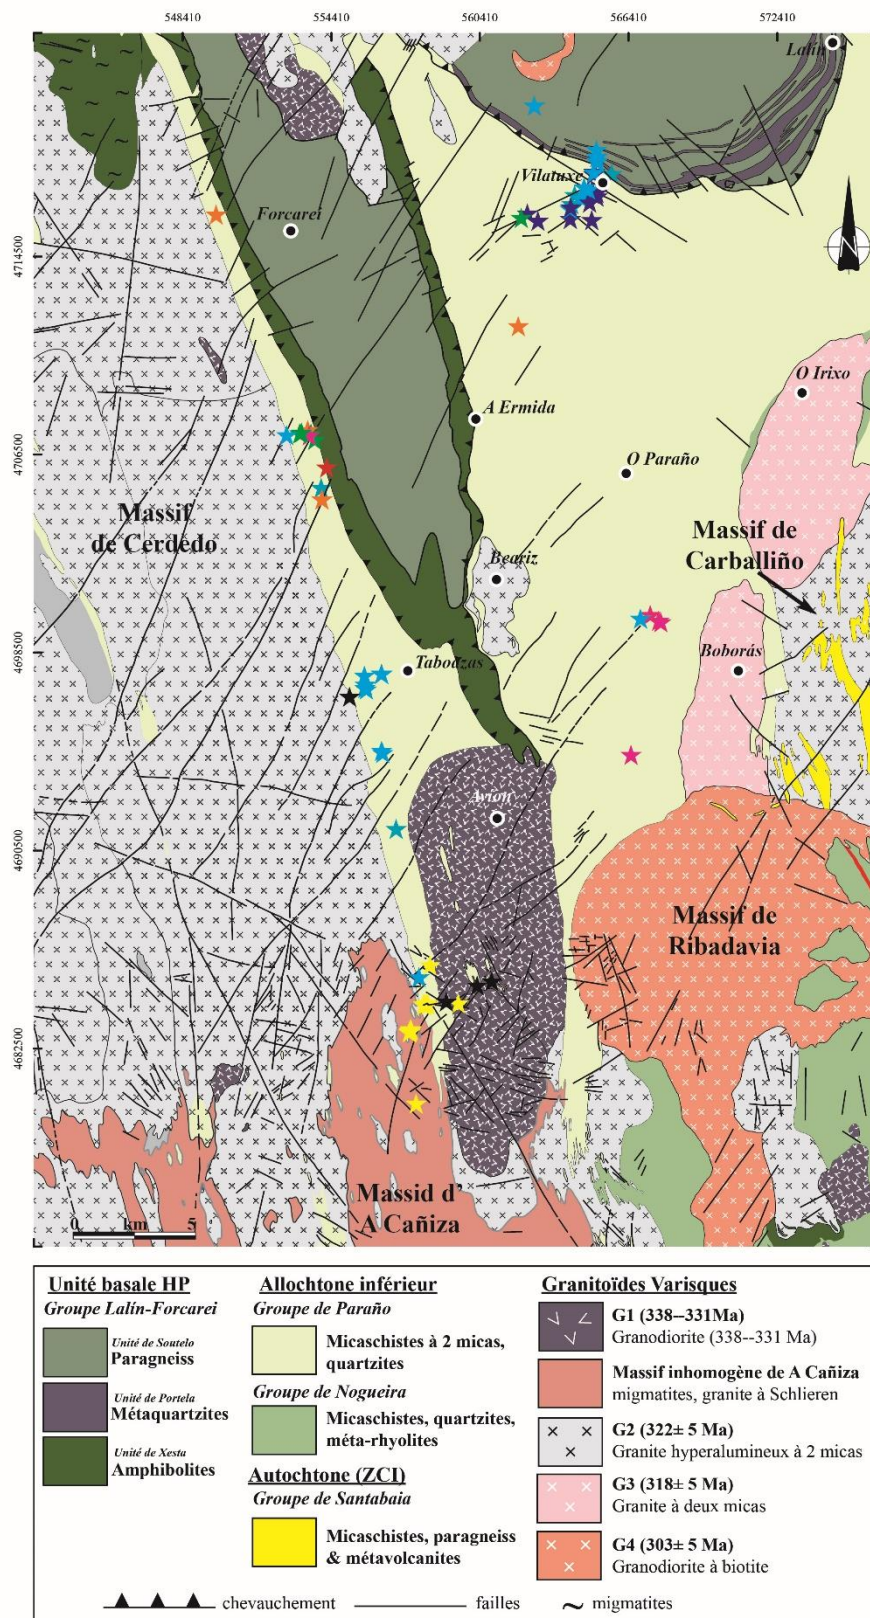 548410 554410 560410 566410 572410
Lalín
Vilatuxe
Forcarei
N
4714500
O Irixo
A Ermida
4706500
O Paraño
Massif
de Cerdedo
Massif de
Carballiño
Beariz
4698500
Taboazas
Boborás
Avion
4690500
Massif de
Ribadavia
4682500
Massid d'
A Cañiza
0 km 5
Unité basale HP
Groupe Lalín-Forcarei
Unité de Soutelo
Paragneiss
Unité de Portela
Métaquartzites
Unité de Xesta
Amphibolites
Allochtone inférieur
Groupe de Paraño
Micaschistes à 2 micas,
quartzites
Groupe de Nogueira
Micaschistes, quartzites,
méta-rhyolites
Autochtone (ZCI)
Groupe de Santabaia
Micaschistes, paragneiss
& métavolcanites
Granitoïdes Varisques
G1 (338--331Ma)
Granodiorite (338--331 Ma)
Massif inhomogène de A Cañiza
migmatites, granite à Schlieren
G2 (322± 5 Ma)
Granite hyperalumineux à 2 micas
G3 (318± 5 Ma)
Granite à deux micas
G4 (303± 5 Ma)
Granodiorite à biotite
chevauchement failles ~ migmatites